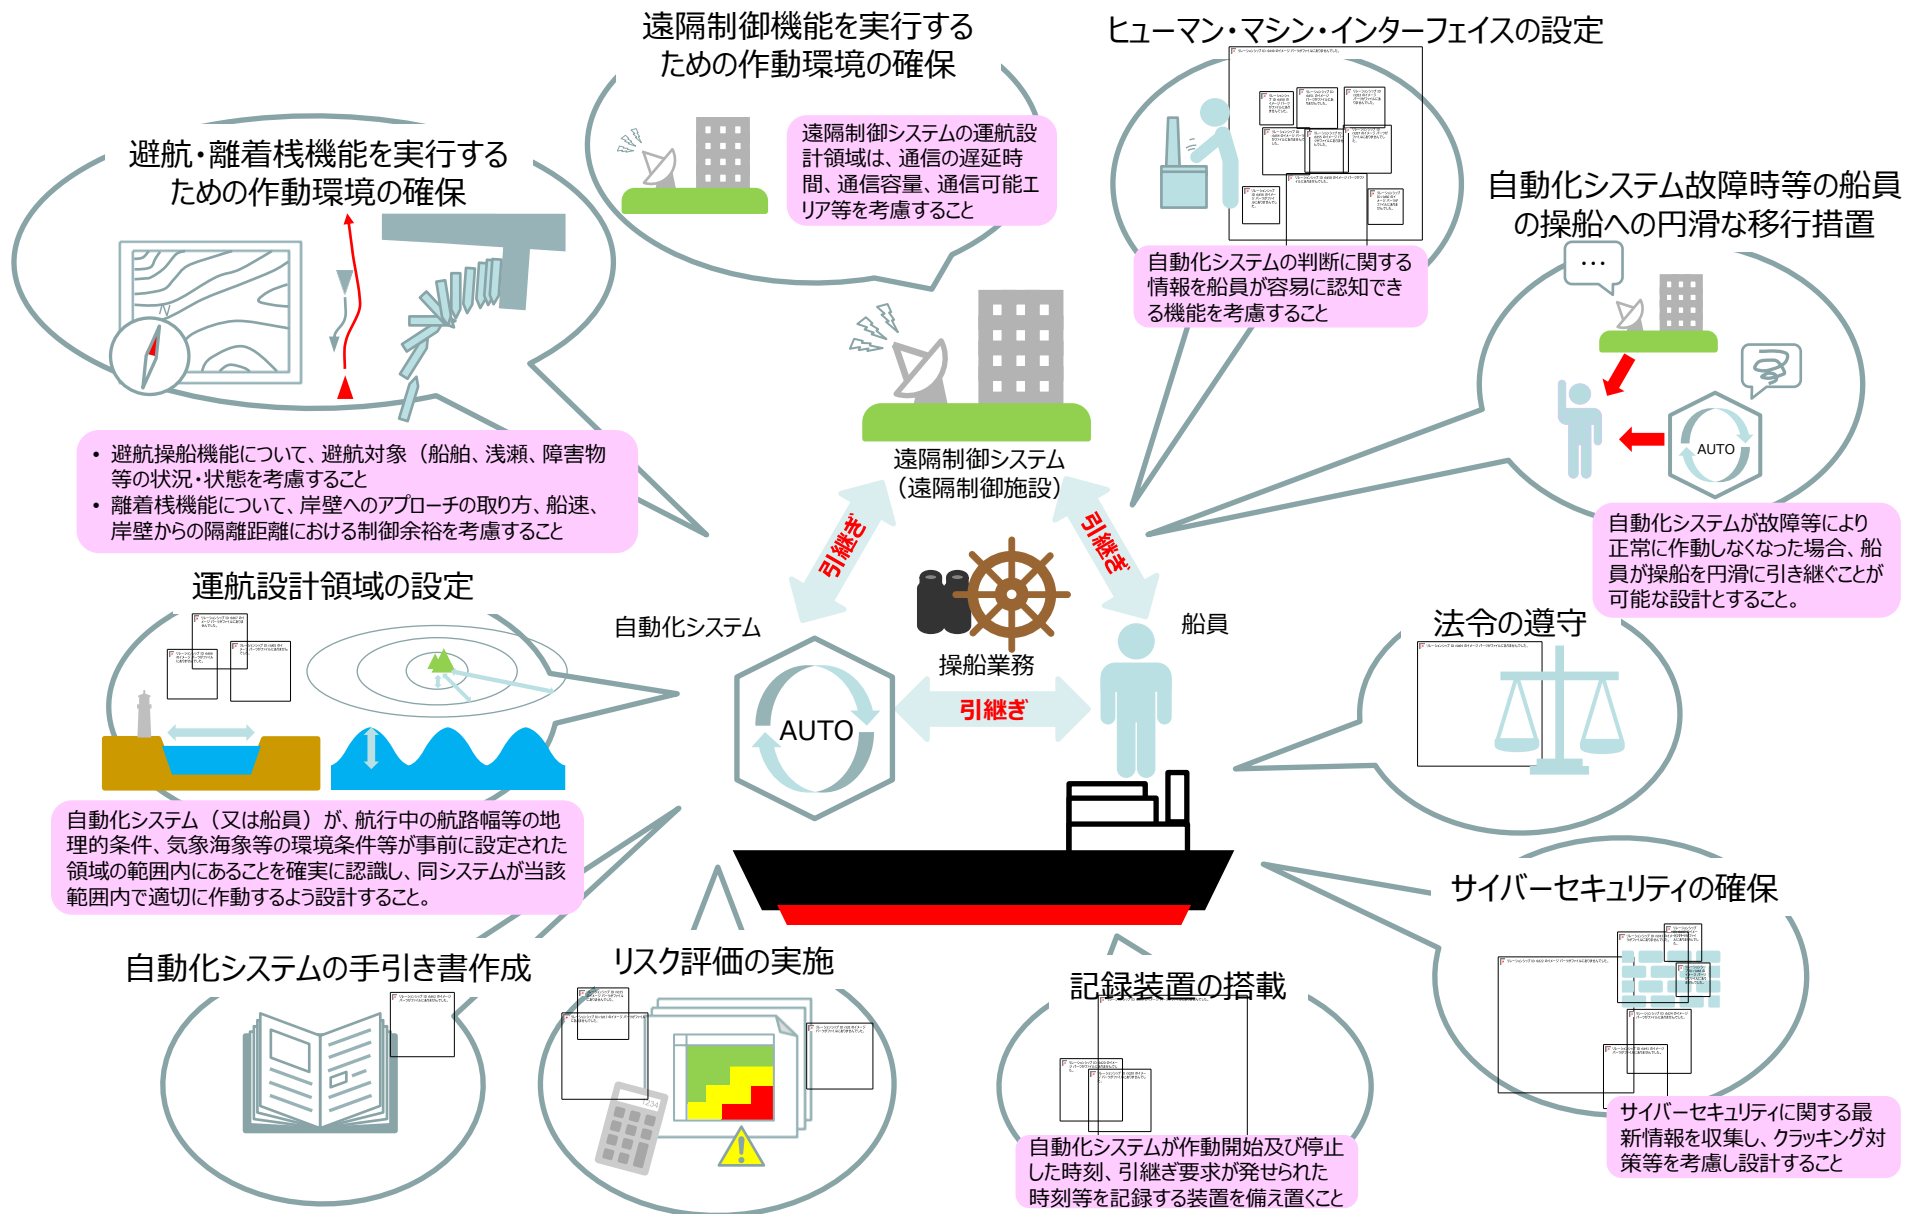 遠隔制御機能を実行する
ための作動環境の確保
遠隔制御システムの運航設
計領域は、通信の遅延時
間、通信容量、通信可能エ
リア等を考慮すること
ヒューマン・マシン・インターフェイスの設定
自動化システムの判断に関する
情報を船員が容易に認知でき
る機能を考慮すること
避航・離着桟機能を実行する
ための作動環境の確保
N
• 避航操船機能について、避航対象（船舶、浅瀬、障害物
等の状況・状態を考慮すること
• 離着桟機能について、岸壁へのアプローチの取り方、船速、
岸壁からの隔離距離における制御余裕を考慮すること
自動化システム故障時等の船員
の操船への円滑な移行措置
…
AUTO
自動化システムが故障等により
正常に作動しなくなった場合、船
員が操船を円滑に引き継ぐことが
可能な設計とすること。
遠隔制御システム
（遠隔制御施設）
引継ぎ
引継ぎ
自動化システム
操船業務
船員
引継ぎ
AUTO
運航設計領域の設定
自動化システム（又は船員）が、航行中の航路幅等の地
理的条件、気象海象等の環境条件等が事前に設定された
領域の範囲内にあることを確実に認識し、同システムが当該
範囲内で適切に作動するよう設計すること。
法令の遵守
サイバーセキュリティの確保
サイバーセキュリティに関する最
新情報を収集し、クラッキング対
策等を考慮し設計すること
自動化システムの手引き書作成
リスク評価の実施
1234
記録装置の搭載
自動化システムが作動開始及び停止
した時刻、引継ぎ要求が発せられた
時刻等を記録する装置を備え置くこと